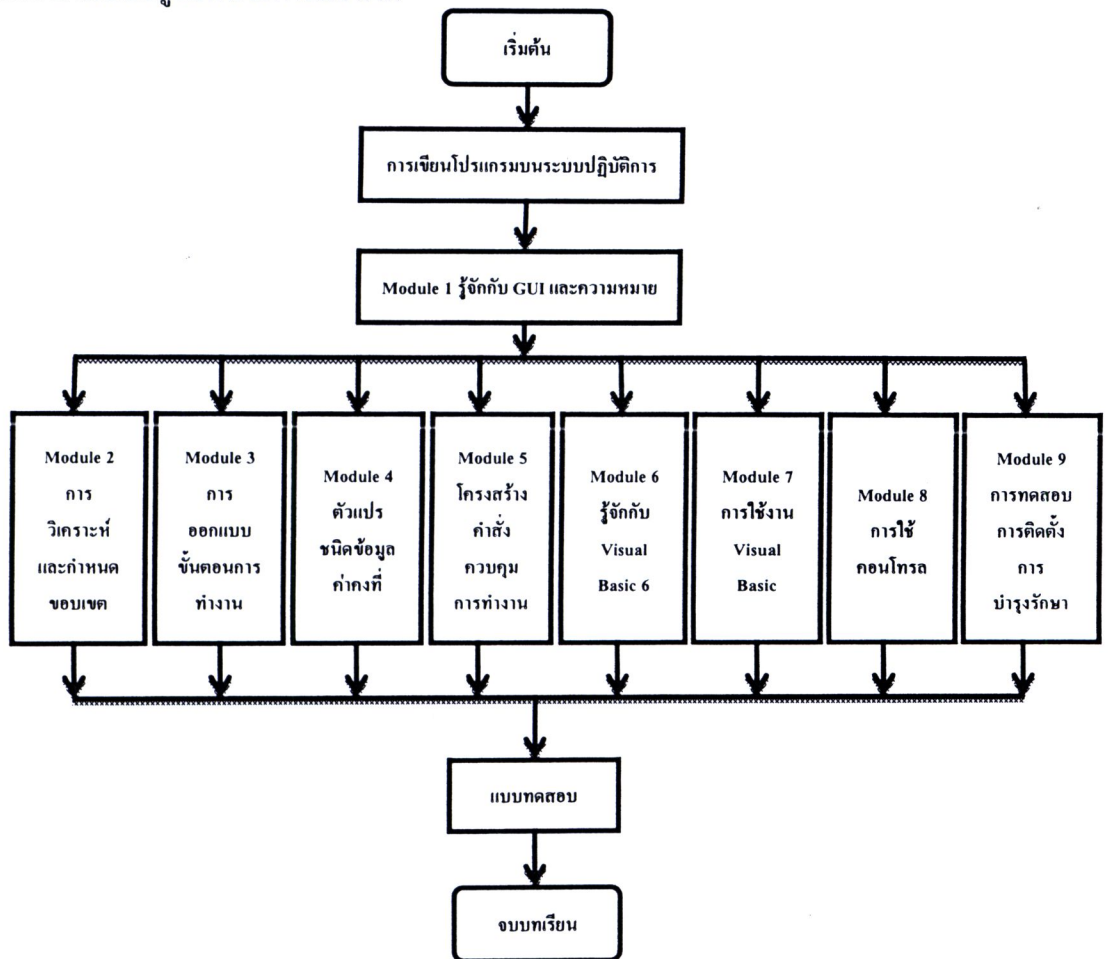 เริ่มต้น
การเขียนโปรแกรมบนระบบปฏิบัติการ
Module 1 รู้จักกับ GUI และความหมาย
Module 2
การ
วิเคราะห์
และกำหนด
ขอบเขต
Module 3
การ
ออกแบบ
ขั้นตอนการ
ทำงาน
Module 4
ตัวแปร
ชนิดข้อมูล
ค่าคงที่
Module 5
โครงสร้าง
คำสั่ง
ควบคุม
การทำงาน
Module 6
รู้จักกับ
Visual
Basic 6
Module 7
การใช้งาน
Visual
Basic
Module 8
การใช้
คอนโทรล
Module 9
การทดสอบ
การติดตั้ง
การ
บำรุงรักษา
แบบทดสอบ
จบบทเรียน